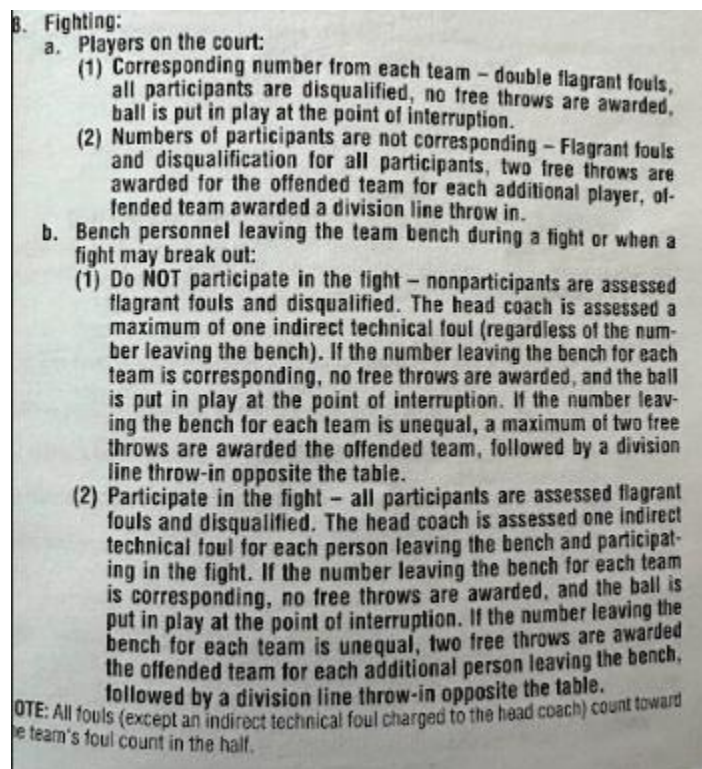 8. Fighting:
a. Players on the court:
(1) Corresponding number from each team – double flagrant fouls,
all participants are disqualified, no free throws are awarded,
ball is put in play at the point of interruption.
(2) Numbers of participants are not corresponding – Flagrant fouls
and disqualification for all participants, two free throws are
awarded for the offended team for each additional player, of-
fended team awarded a division line throw in.
b. Bench personnel leaving the team bench during a fight or when a
fight may break out:
(1) Do NOT participate in the fight – nonparticipants are assessed
flagrant fouls and disqualified. The head coach is assessed a
maximum of one indirect technical foul (regardless of the num-
ber leaving the bench). If the number leaving the bench for each
team is corresponding, no free throws are awarded, and the ball
is put in play at the point of interruption. If the number leav-
ing the bench for each team is unequal, a maximum of two free
throws are awarded the offended team, followed by a division
line throw-in opposite the table.
(2) Participate in the fight – all participants are assessed flagrant
fouls and disqualified. The head coach is assessed one indirect
technical foul for each person leaving the bench and participat-
ing in the fight. If the number leaving the bench for each team
is corresponding, no free throws are awarded, and the ball is
put in play at the point of interruption. If the number leaving the
bench for each team is unequal, two free throws are awarded
the offended team for each additional person leaving the bench,
followed by a division line throw-in opposite the table.
OTE: All fouls (except an indirect technical foul charged to the head coach) count toward
e team's foul count in the half.